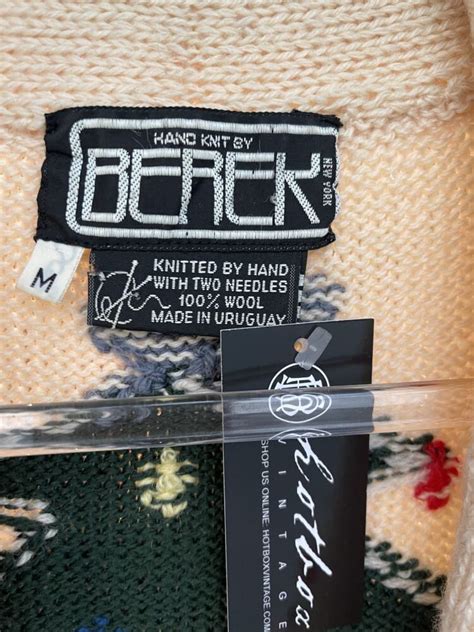 HAND KNIT BY
BEREK
NEW YORK
M
KNITTED BY HAND
WITH TWO NEEDLES
100% WOOL
MADE IN URUGUAY
hotbox
VINTAGE
SHOP US ONLINE: HOTBOXVINTAGE.COM